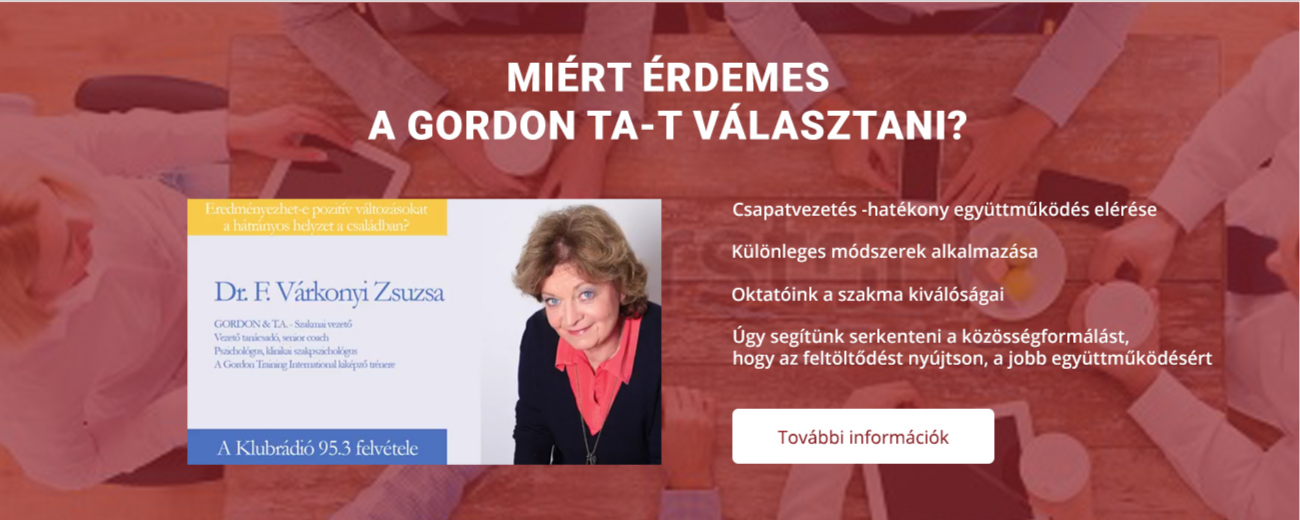 MIÉRT ÉRDEMES
A GORDON TA-T VÁLASZTANI?
Eredményezhet-e pozitív változásokat
a hátrányos helyzet a családban?
Dr. F. Várkonyi Zsuzsa
GORDON & T.A. - Szakmai vezető
Vezető tanácsadó, senior coach
Pszichológus, klinikai szakpszichológus
A Gordon Training International kiképző trénere
A Klubrádió 95.3 felvétele
Csapatvezetés -hatékony együttműködés elérése
Különleges módszerek alkalmazása
Oktatóink a szakma kiválóságai
Úgy segítünk serkenteni a közösségformálást,
hogy az feltöltődést nyújtson, a jobb együttműködésért
További információk